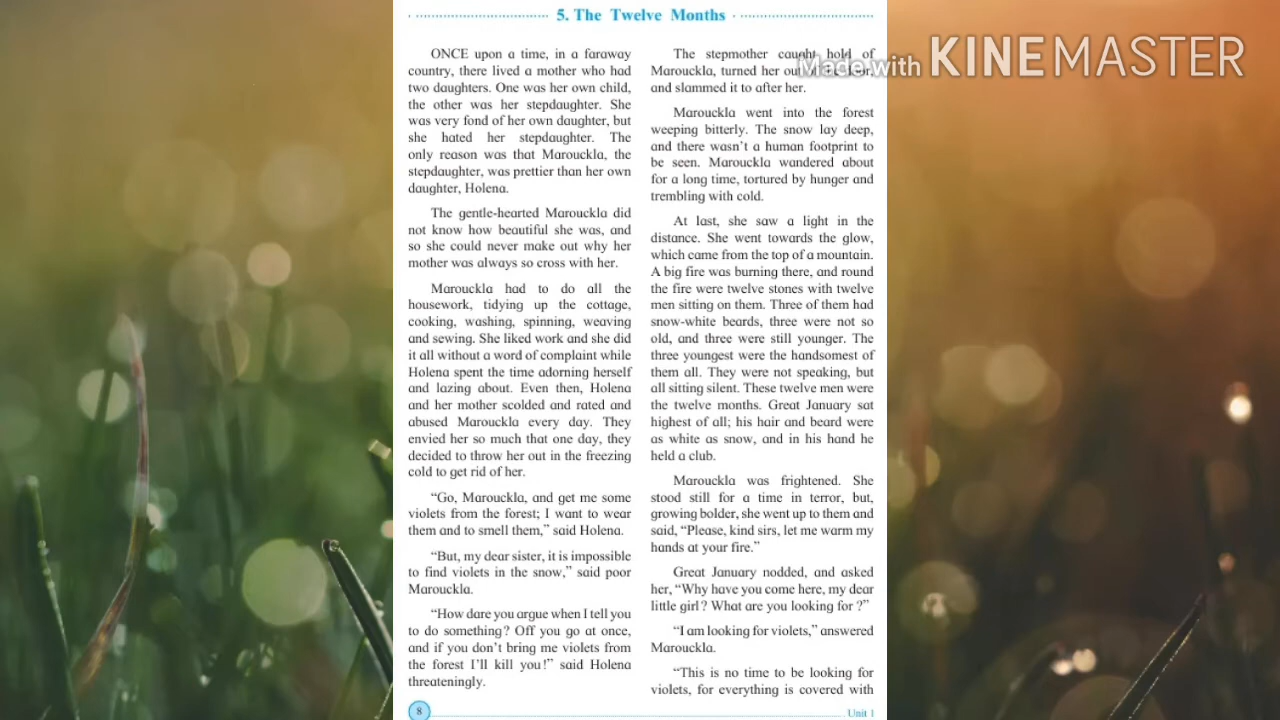 5. The Twelve Months
ONCE upon a time, in a faraway
country, there lived a mother who had
two daughters. One was her own child,
the other was her stepdaughter. She
was very fond of her own daughter, but
she hated her stepdaughter. The
only reason was that Marouckla, the
stepdaughter, was prettier than her own
daughter, Holena.
The gentle-hearted Marouckla did
not know how beautiful she was, and
so she could never make out why her
mother was always so cross with her.
Marouckla had to do all the
housework, tidying up the cottage,
cooking, washing, spinning, weaving
and sewing. She liked work and she did
it all without a word of complaint while
Holena spent the time adorning herself
and lazing about. Even then, Holena
and her mother scolded and rated and
abused Marouckla every day. They
envied her so much that one day, they
decided to throw her out in the freezing
cold to get rid of her.
“Go, Marouckla, and get me some
violets from the forest; I want to wear
them and to smell them,” said Holena.
“But, my dear sister, it is impossible
to find violets in the snow,” said poor
Marouckla.
“How dare you argue when I tell you
to do something? Off you go at once,
and if you don’t bring me violets from
the forest I’ll kill you!” said Holena
threateningly.
8
The stepmother caught hold of
Marouckla, turned her out
and slammed it to after her.
Marouckla went into the forest
weeping bitterly. The snow lay deep,
and there wasn’t a human footprint to
be seen. Marouckla wandered about
for a long time, tortured by hunger and
trembling with cold.
At last, she saw a light in the
distance. She went towards the glow,
which came from the top of a mountain.
A big fire was burning there, and round
the fire were twelve stones with twelve
men sitting on them. Three of them had
snow-white beards, three were not so
old, and three were still younger. The
three youngest were the handsomest of
them all. They were not speaking, but
all sitting silent. These twelve men were
the twelve months. Great January sat
highest of all; his hair and beard were
as white as snow, and in his hand he
held a club.
Marouckla was frightened. She
stood still for a time in terror, but,
growing bolder, she went up to them and
said, “Please, kind sirs, let me warm my
hands at your fire.”
Great January nodded, and asked
her, “Why have you come here, my dear
little girl? What are you looking for ?”
“I am looking for violets,” answered
Marouckla.
“This is no time to be looking for
violets, for everything is covered with
Unit 1
Made with KINEMASTER